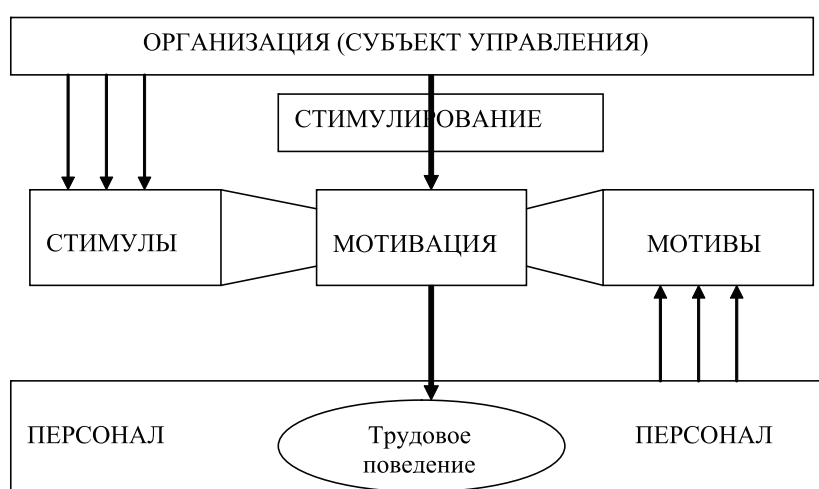 ОРГАНИЗАЦИЯ (СУБЪЕКТ УПРАВЛЕНИЯ)
СТИМУЛИРОВАНИЕ
СТИМУЛЫ
МОТИВАЦИЯ
МОТИВЫ
ПЕРСОНАЛ
Трудовое
поведение
ПЕРСОНАЛ